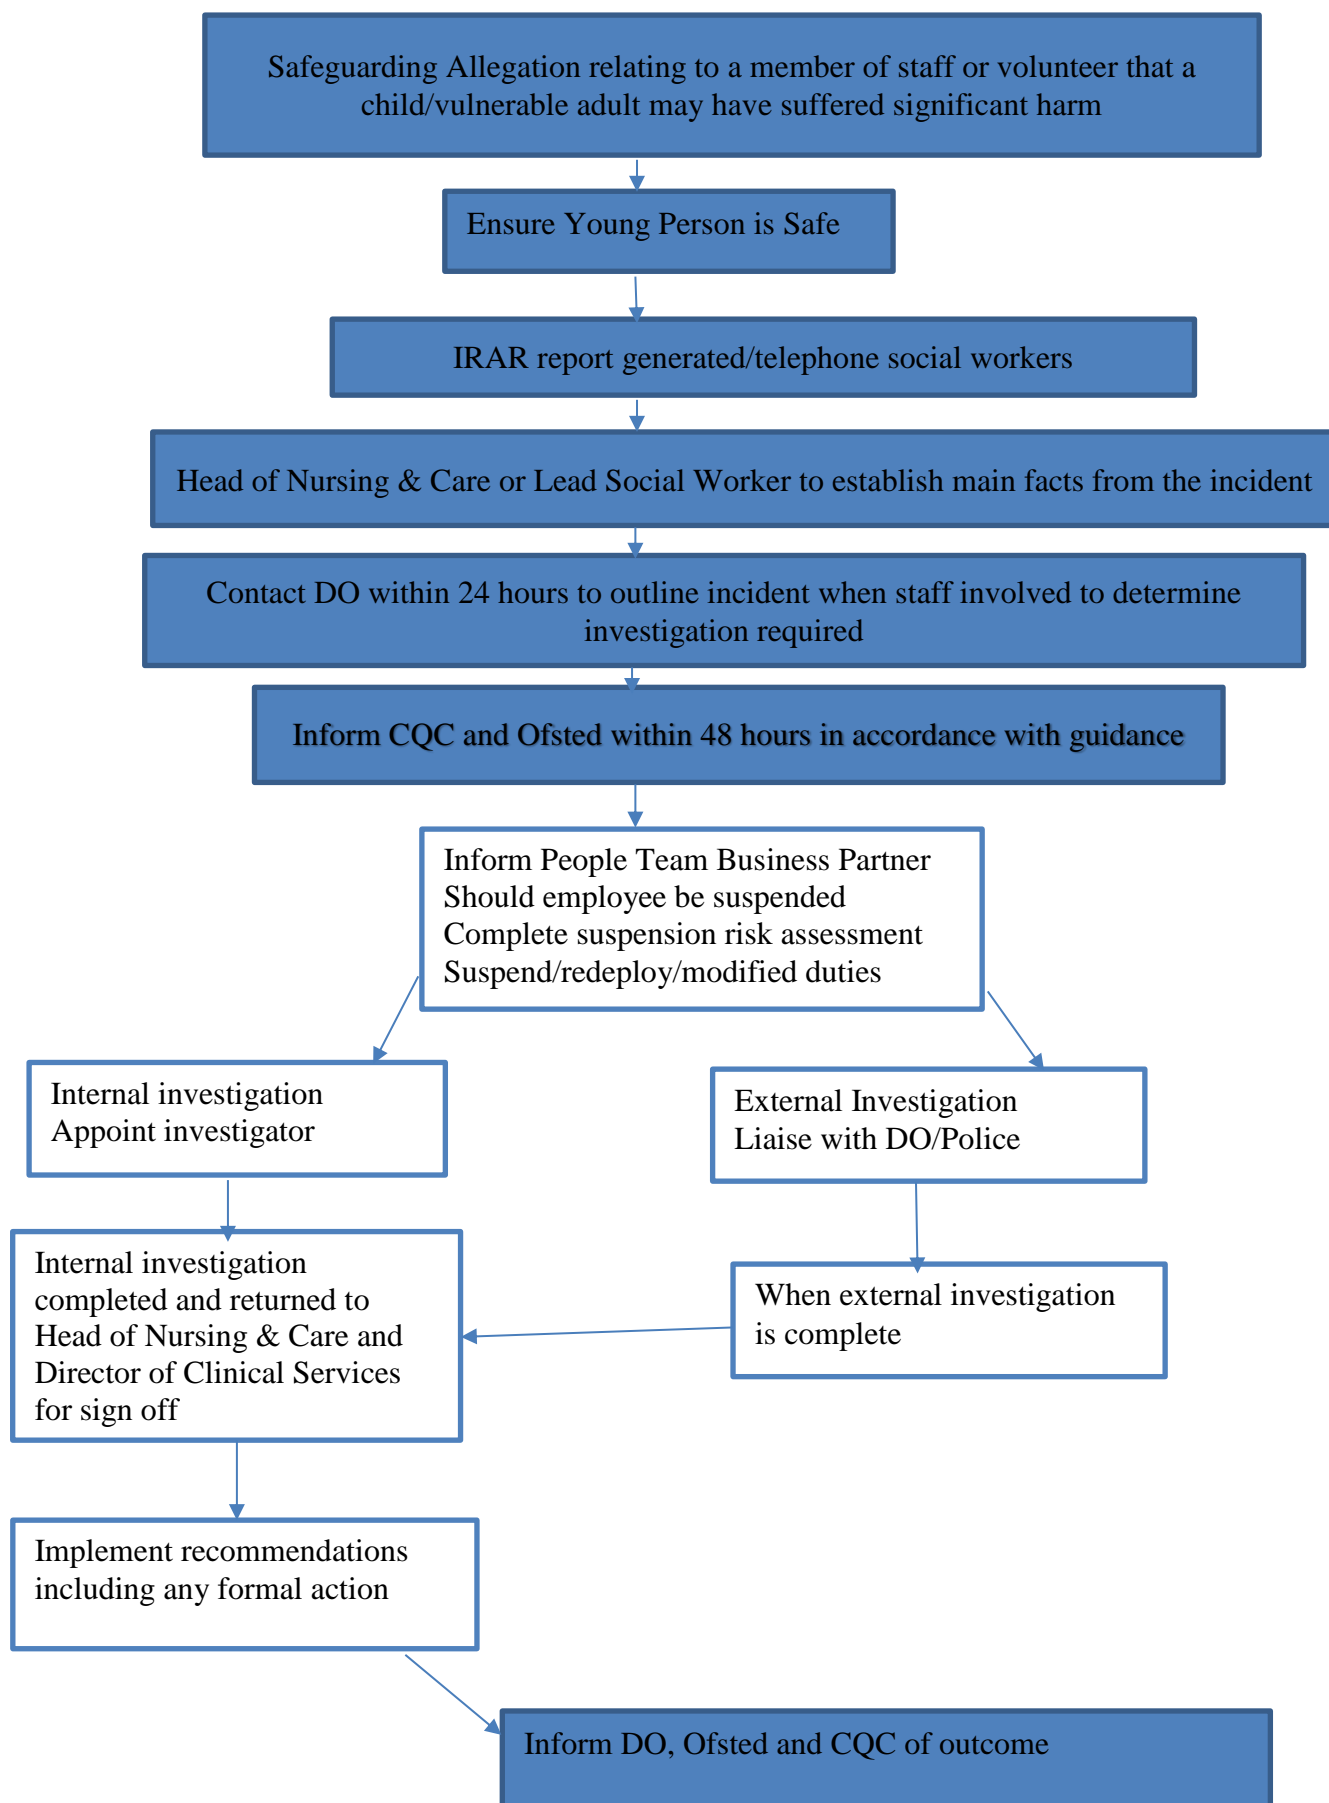 Safeguarding Allegation relating to a member of staff or volunteer that a
child/vulnerable adult may have suffered significant harm
Ensure Young Person is Safe
IRAR report generated/telephone social workers
Head of Nursing & Care or Lead Social Worker to establish main facts from the incident
Contact DO within 24 hours to outline incident when staff involved to determine
investigation required
Inform CQC and Ofsted within 48 hours in accordance with guidance
Inform People Team Business Partner
Should employee be suspended
Complete suspension risk assessment
Suspend/redeploy/modified duties
Internal investigation
Appoint investigator
External Investigation
Liaise with DO/Police
Internal investigation
completed and returned to
Head of Nursing & Care and
Director of Clinical Services
for sign off
When external investigation
is complete
Implement recommendations
including any formal action
Inform DO, Ofsted and CQC of outcome